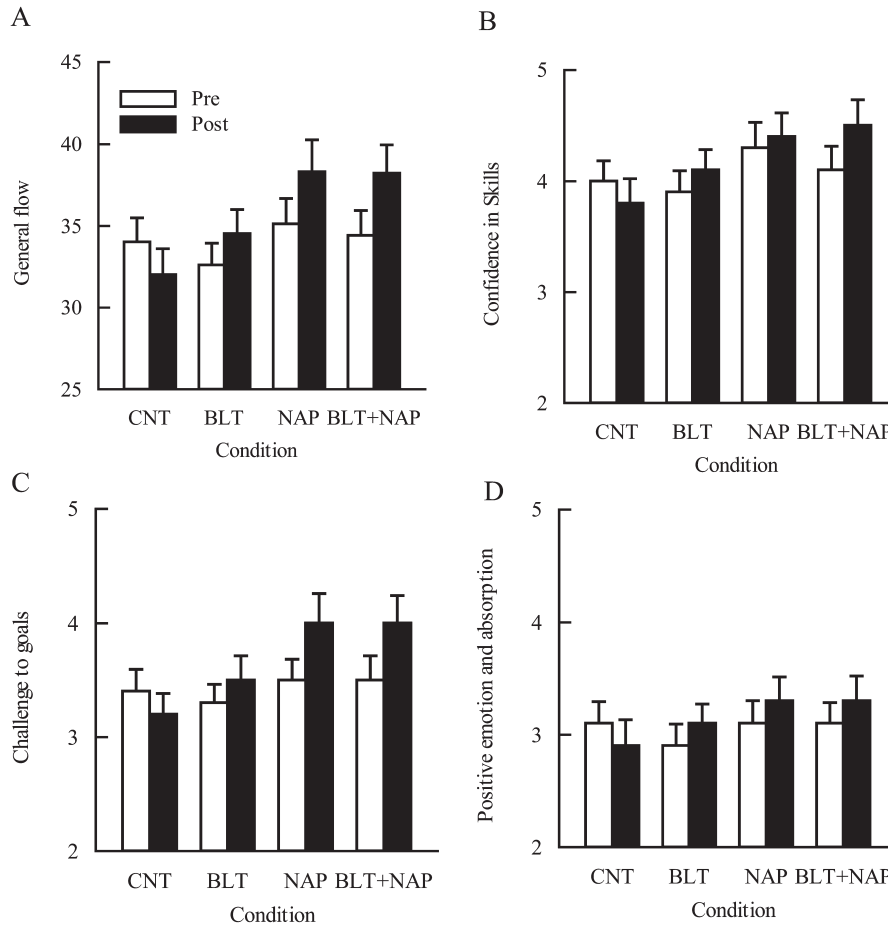 A
45
40
35
30
25
General flow
Pre
Post
CNT BLT NAP BLT+NAP
Condition
B
5
4
3
2
Confidence in Skills
CNT BLT NAP BLT+NAP
Condition
C
5
4
3
2
Challenge to goals
CNT BLT NAP BLT+NAP
Condition
D
5
4
3
2
Positive emotion and absorption
CNT BLT NAP BLT+NAP
Condition